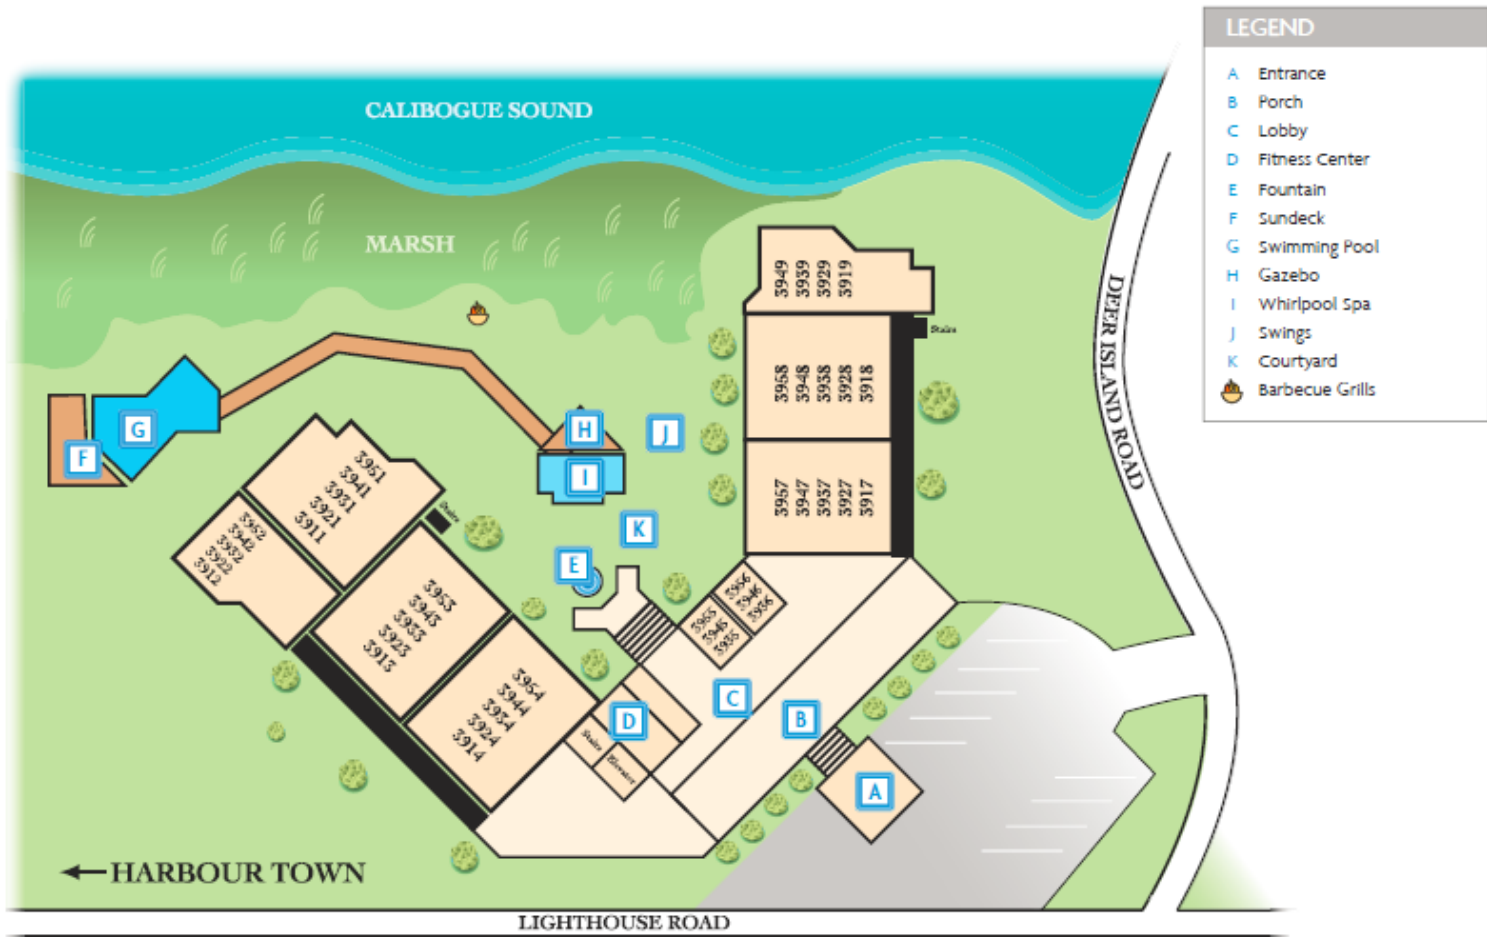 LEGEND
A Entrance
B Porch
C Lobby
D Fitness Center
E Fountain
F Sundeck
G Swimming Pool
H Gazebo
I Whirlpool Spa
J Swings
K Courtyard
Barbecue Grills
CALIBOGUE SOUND
MARSH
DEER ISLAND ROAD
3949
3939
3929
3919
Stairs
3958
3948
3938
3928
3918
3957
3947
3937
3927
3917
3956
3946
3936
3955
3945
3935
G
F
H
I
J
K
E
3951
3941
3931
3921
3911
Stairs
3952
3942
3932
3922
3912
3953
3943
3933
3923
3913
3954
3944
3934
3924
3914
D
Stairs
Elevator
C
B
A
HARBOUR TOWN
LIGHTHOUSE ROAD